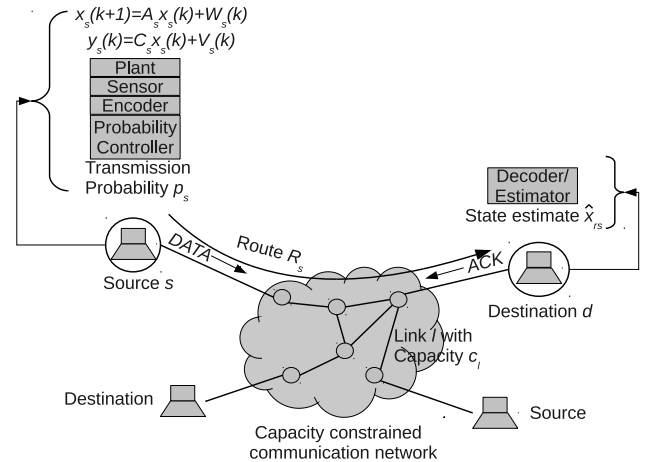 x_s(k+1)=A_s x_s(k)+W_s(k)
y_s(k)=C_s x_s(k)+V_s(k)
Plant
Sensor
Encoder
Probability
Controller
Transmission
Probability p_s
Decoder/
Estimator
State estimate x̂_rs
DATA
Route R_s
ACK
Source s
Destination d
Link l with
Capacity c_l
Destination
Source
Capacity constrained
communication network